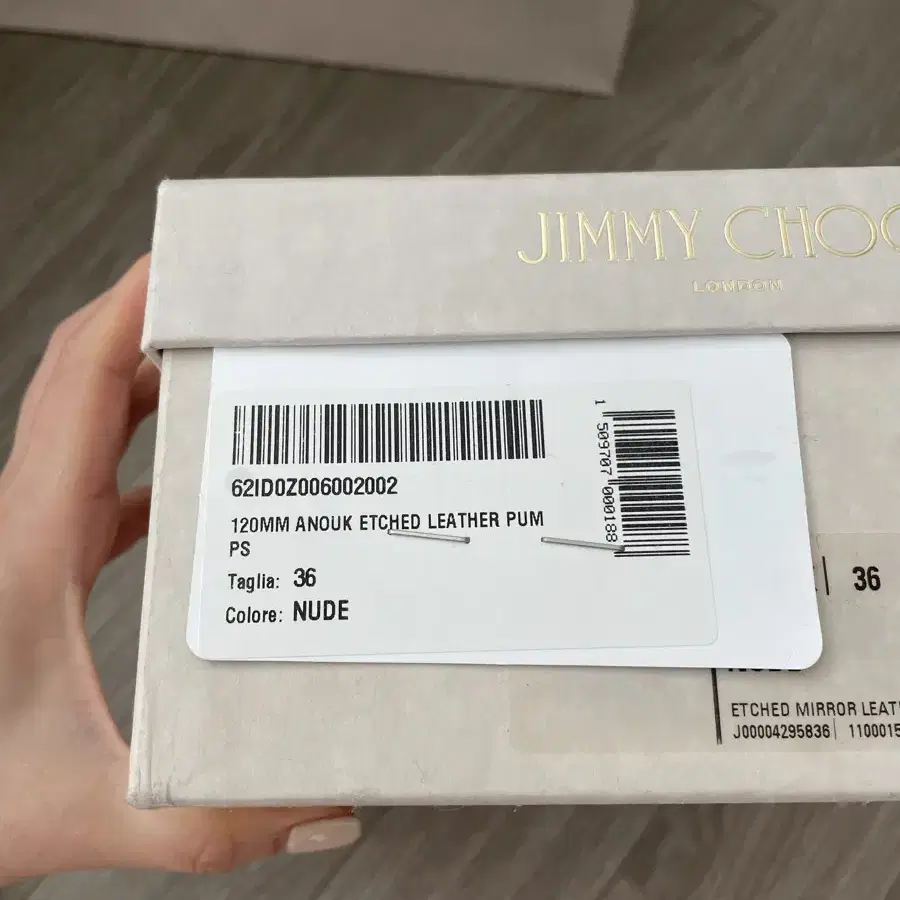 JIMMY CHOO
LONDON
62ID0Z006002002
120MM ANOUK ETCHED LEATHER PUM
PS
Taglia: 36
Colore: NUDE
1 509707 000188
36
ETCHED MIRROR LEAT
J00004295836 1100015